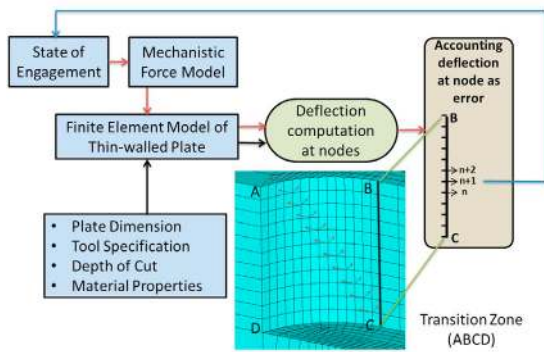 State of
Engagement
Mechanistic
Force Model
Accounting
deflection
at node as
error
Finite Element Model of
Thin-walled Plate
Deflection
computation
at nodes
B
n+2
n+1
n
C
• Plate Dimension
• Tool Specification
• Depth of Cut
• Material Properties
A
B
D
C
Transition Zone
(ABCD)